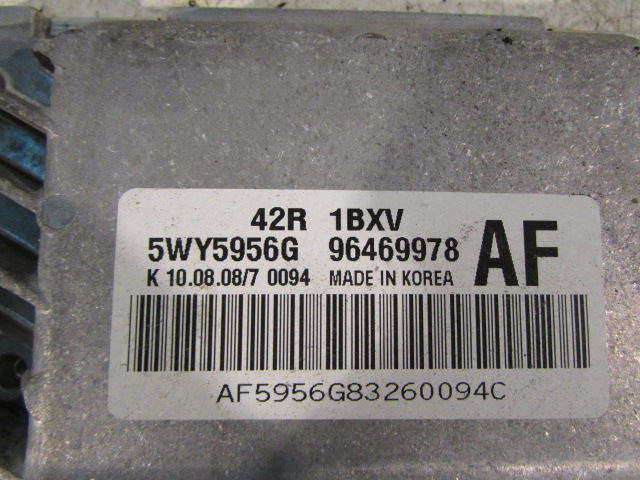 42R 1BXV
5WY5956G 96469978 AF
K 10.08.08/7 0094 MADE IN KOREA
AF5956G83260094C